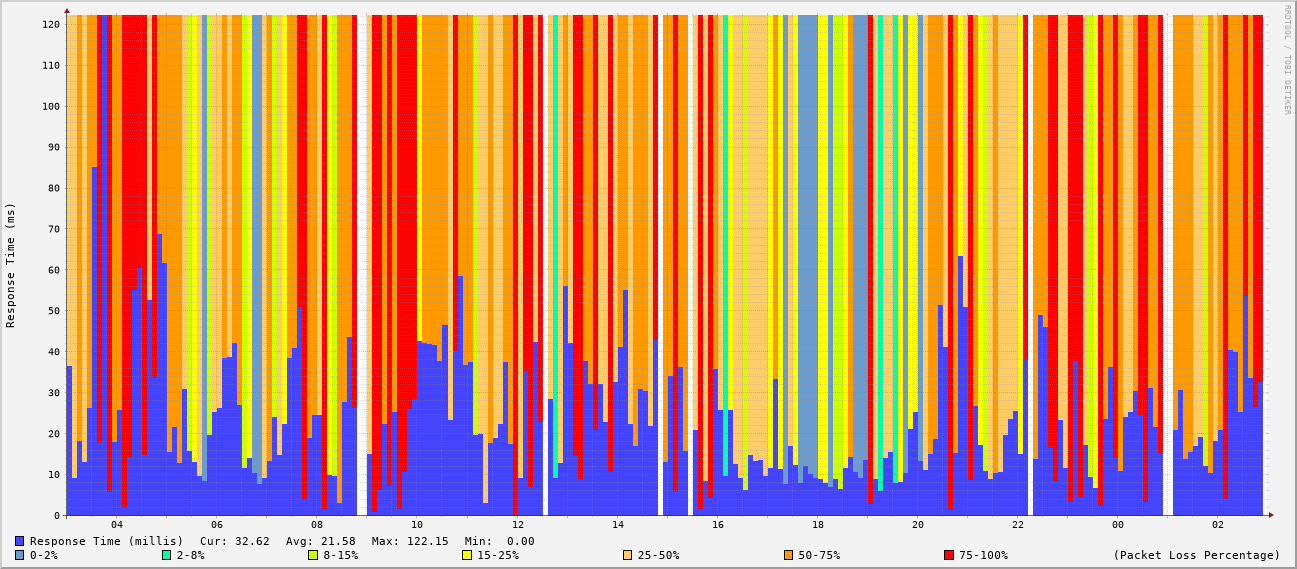 RRDTOOL / TOBI OETIKER
Response Time (ms)
120
110
100
90
80
70
60
50
40
30
20
10
0
04 06 08 10 12 14 16 18 20 22 00 02
Response Time (millis) Cur: 32.62 Avg: 21.58 Max: 122.15 Min: 0.00
0-2% 2-8% 8-15% 15-25% 25-50% 50-75% 75-100% (Packet Loss Percentage)